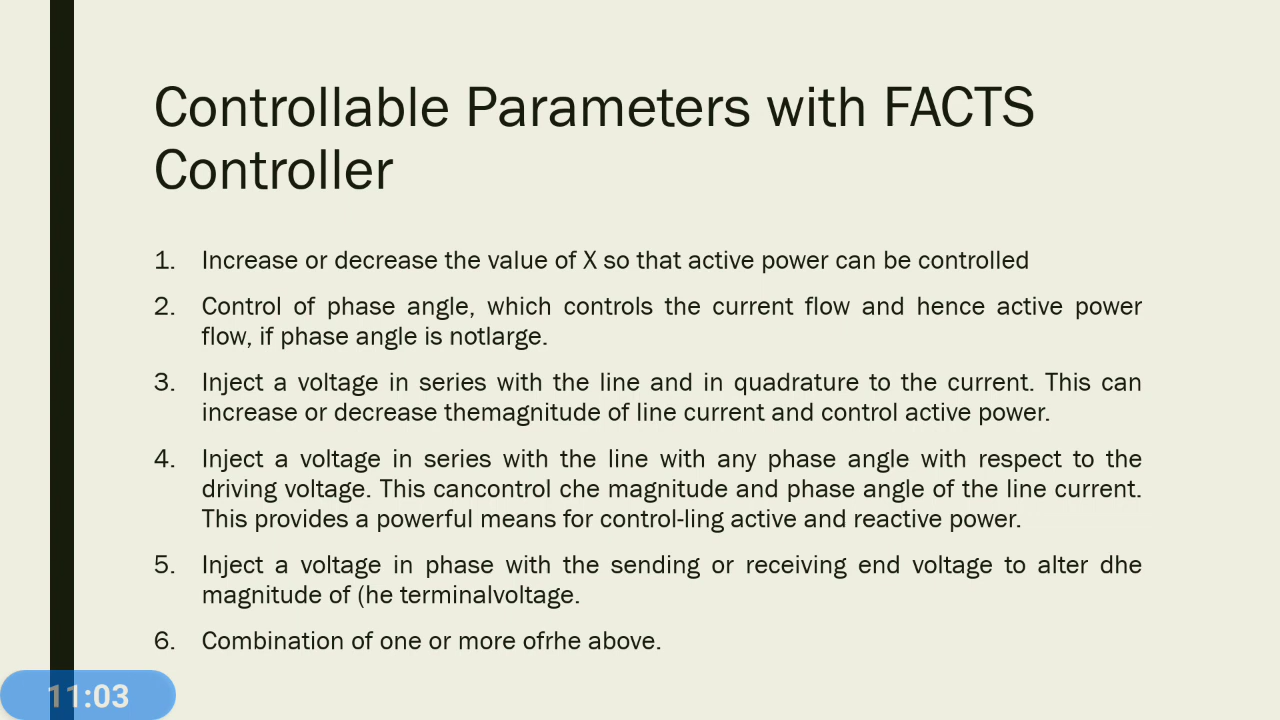 Controllable Parameters with FACTS
Controller
1. Increase or decrease the value of X so that active power can be controlled
2. Control of phase angle, which controls the current flow and hence active power
flow, if phase angle is notlarge.
3. Inject a voltage in series with the line and in quadrature to the current. This can
increase or decrease themagnitude of line current and control active power.
4. Inject a voltage in series with the line with any phase angle with respect to the
driving voltage. This cancontrol che magnitude and phase angle of the line current.
This provides a powerful means for control-ling active and reactive power.
5. Inject a voltage in phase with the sending or receiving end voltage to alter dhe
magnitude of (he terminalvoltage.
6. Combination of one or more ofrhe above.
11:03